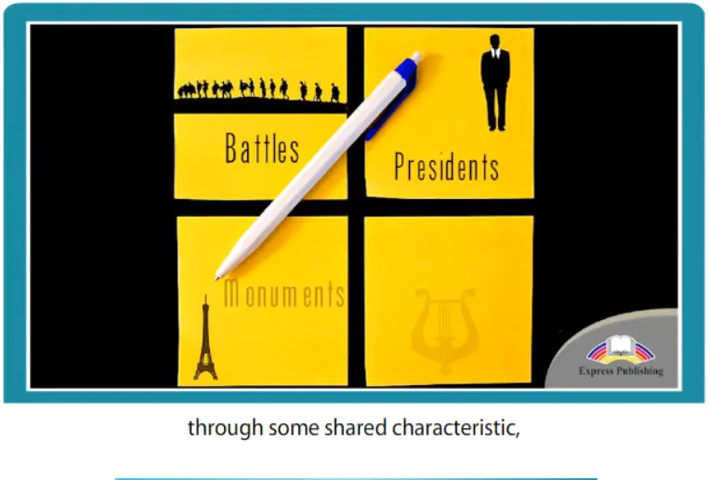 Battles
Presidents
Monuments
Express Publishing
through some shared characteristic,